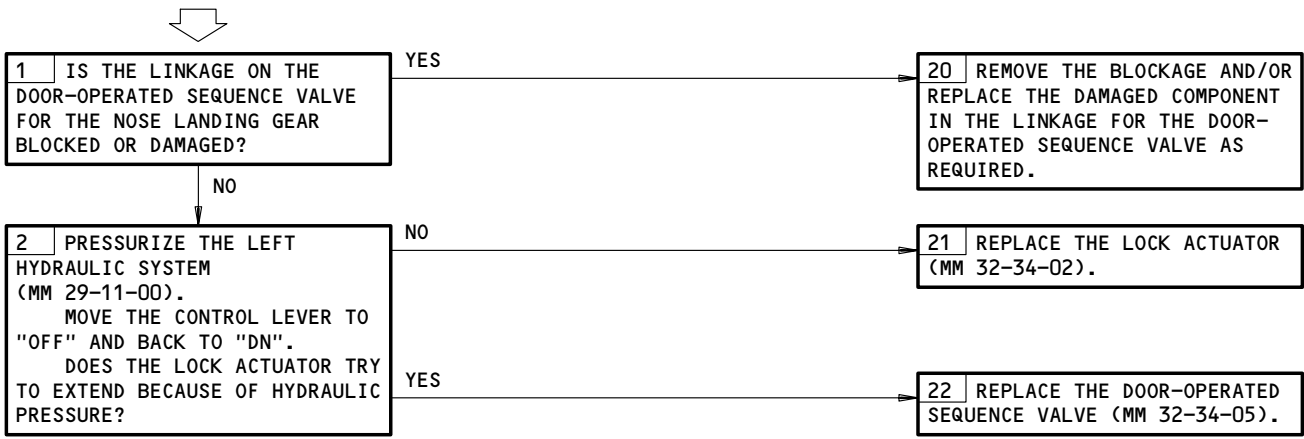 1 IS THE LINKAGE ON THE
DOOR-OPERATED SEQUENCE VALVE
FOR THE NOSE LANDING GEAR
BLOCKED OR DAMAGED?
YES
20 REMOVE THE BLOCKAGE AND/OR
REPLACE THE DAMAGED COMPONENT
IN THE LINKAGE FOR THE DOOR-
OPERATED SEQUENCE VALVE AS
REQUIRED.
NO
2 PRESSURIZE THE LEFT
HYDRAULIC SYSTEM
(MM 29-11-00).
MOVE THE CONTROL LEVER TO
"OFF" AND BACK TO "DN".
DOES THE LOCK ACTUATOR TRY
TO EXTEND BECAUSE OF HYDRAULIC
PRESSURE?
NO
21 REPLACE THE LOCK ACTUATOR
(MM 32-34-02).
YES
22 REPLACE THE DOOR-OPERATED
SEQUENCE VALVE (MM 32-34-05).